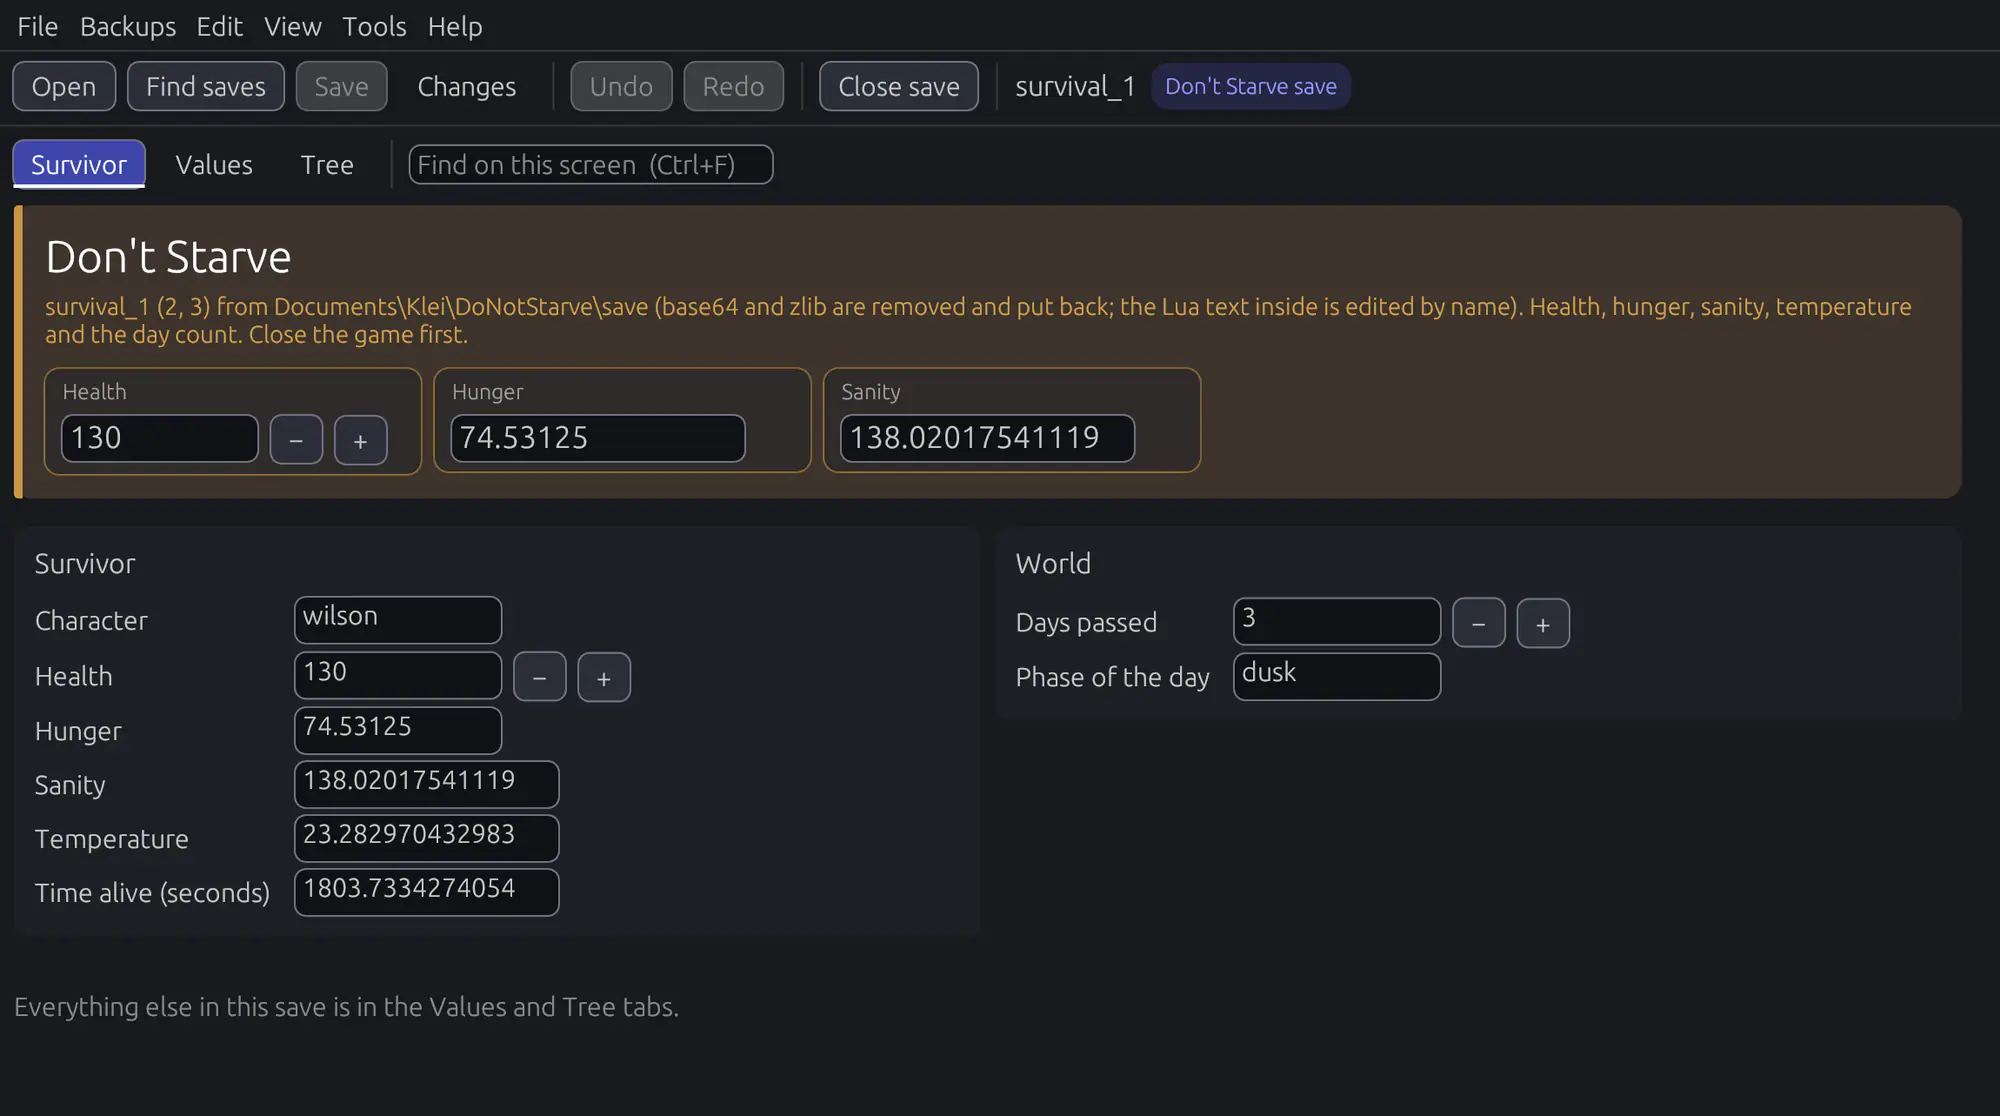 File Backups Edit View Tools Help
Open Find saves Save Changes Undo Redo Close save survival_1 Don't Starve save
Survivor Values Tree Find on this screen (Ctrl+F)
Don't Starve
survival_1 (2, 3) from Documents\Klei\DoNotStarve\save (base64 and zlib are removed and put back; the Lua text inside is edited by name). Health, hunger, sanity, temperature
and the day count. Close the game first.
Health Hunger Sanity
130 − + 74.53125 138.02017541119
Survivor
Character wilson
Health 130 − +
Hunger 74.53125
Sanity 138.02017541119
Temperature 23.282970432983
Time alive (seconds) 1803.7334274054
World
Days passed 3 − +
Phase of the day dusk
Everything else in this save is in the Values and Tree tabs.